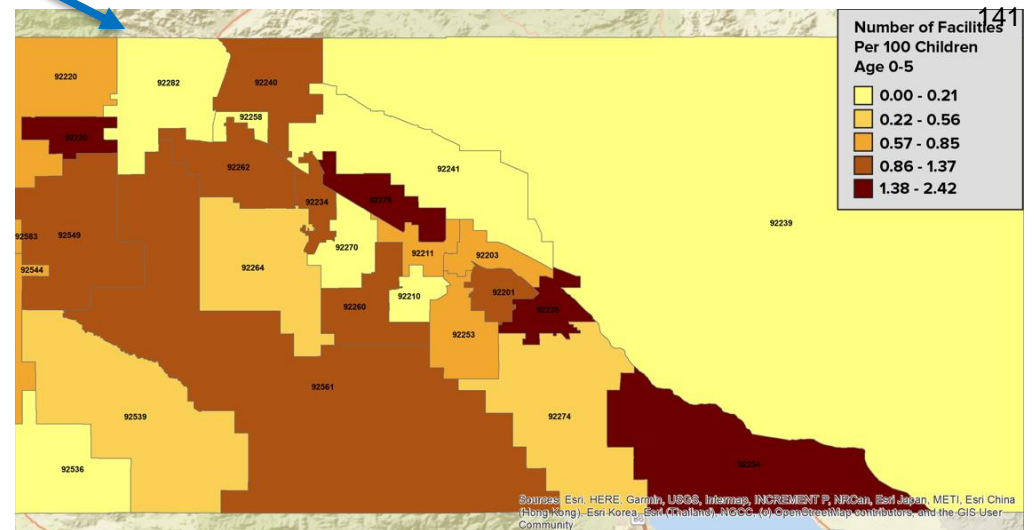 141
Number of Facilities
Per 100 Children
Age 0-5
0.00 - 0.21
0.22 - 0.56
0.57 - 0.85
0.86 - 1.37
1.38 - 2.42
92220
92282
92240
92258
92262
92241
92239
92234
92583
92549
92270
92211
92203
92544
92264
92201
92210
92260
92253
92561
92539
92274
92536
Sources: Esri, HERE, Garmin, USGS, Intermap, INCREMENT P, NRCan, Esri Japan, METI, Esri China
(Hong Kong), Esri Korea, Esri (Thailand), NGCC, (c) OpenStreetMap contributors, and the GIS User
Community